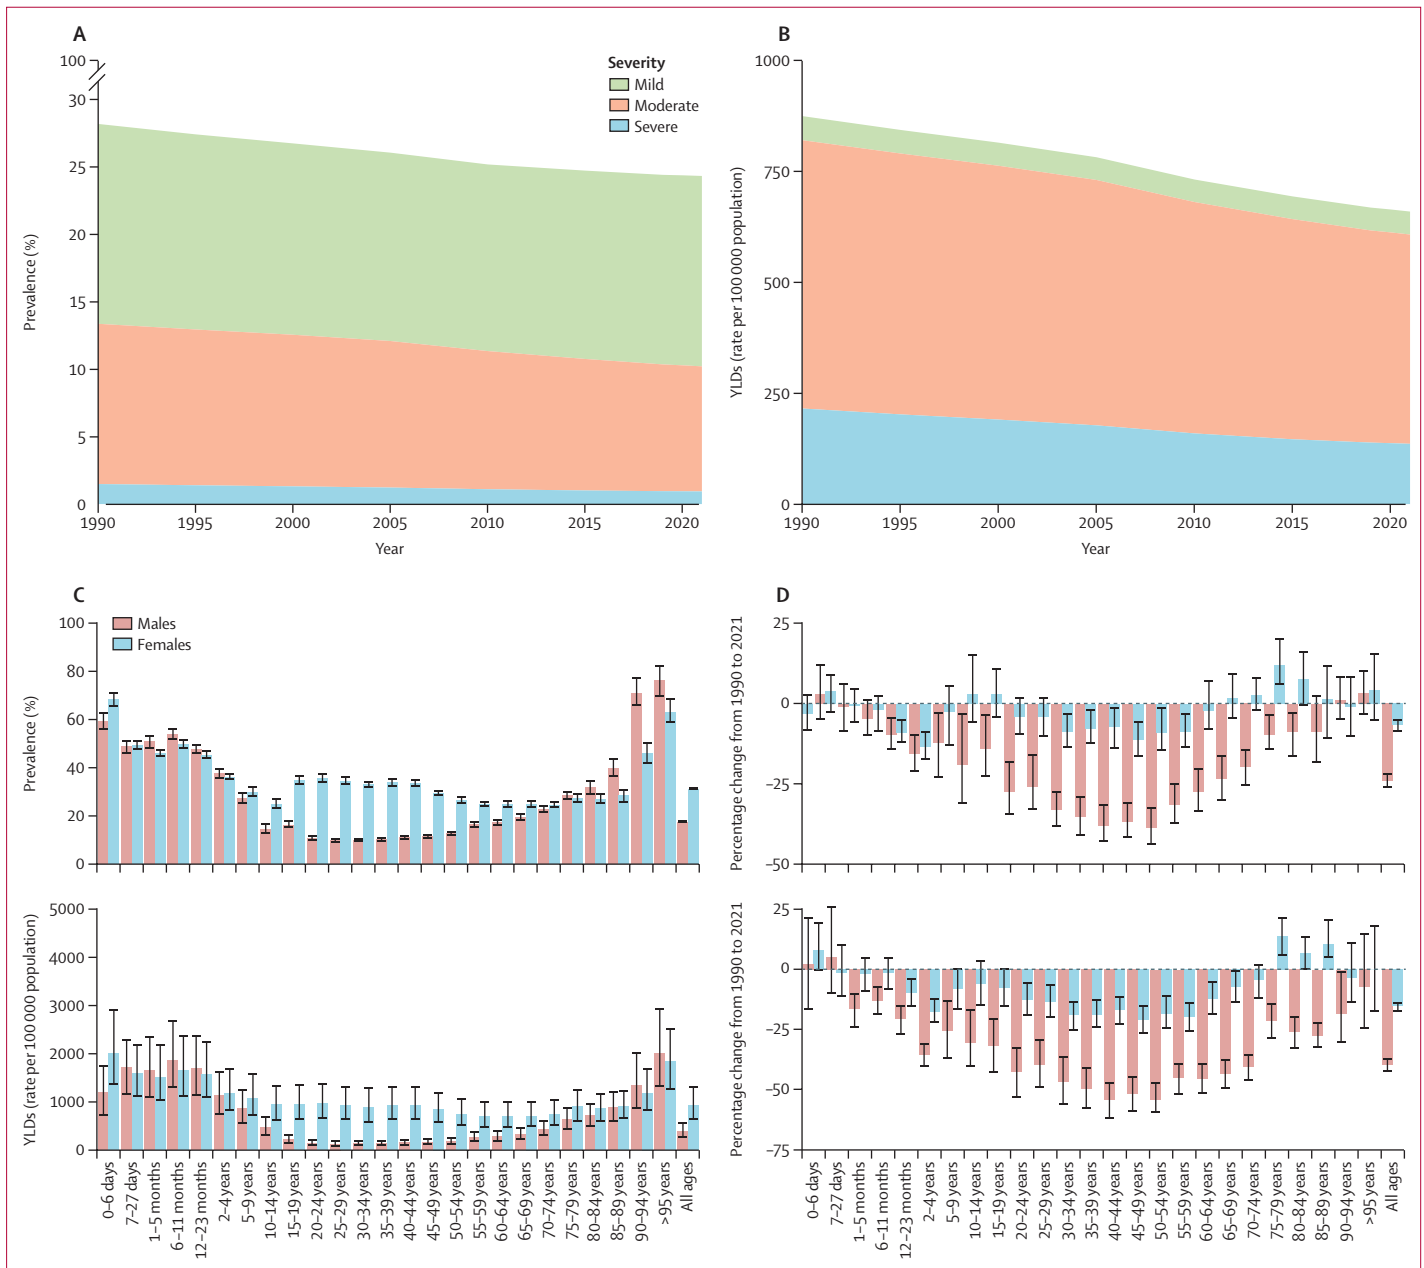 A
100
30
25
20
15
10
5
0
Prevalence (%)
1990
1995
2000
2005
2010
2015
2020
Year
Severity
Mild
Moderate
Severe
B
1000
750
500
250
0
YLDs (rate per 100 000 population)
1990
1995
2000
2005
2010
2015
2020
Year
C
Males
Females
100
80
60
40
20
0
Prevalence (%)
D
25
0
–25
–50
Percentage change from 1990 to 2021
5000
4000
3000
2000
1000
0
YLDs (rate per 100 000 population)
0–6 days
7–27 days
1–5 months
6–11 months
12–23 months
2–4 years
5–9 years
10–14 years
15–19 years
20–24 years
25–29 years
30–34 years
35–39 years
40–44 years
45–49 years
50–54 years
55–59 years
60–64 years
65–69 years
70–74 years
75–79 years
80–84 years
85–89 years
90–94 years
>95 years
All ages
25
0
–25
–50
–75
Percentage change from 1990 to 2021
0–6 days
7–27 days
1–5 months
6–11 months
12–23 months
2–4 years
5–9 years
10–14 years
15–19 years
20–24 years
25–29 years
30–34 years
35–39 years
40–44 years
45–49 years
50–54 years
55–59 years
60–64 years
65–69 years
70–74 years
75–79 years
80–84 years
85–89 years
90–94 years
>95 years
All ages